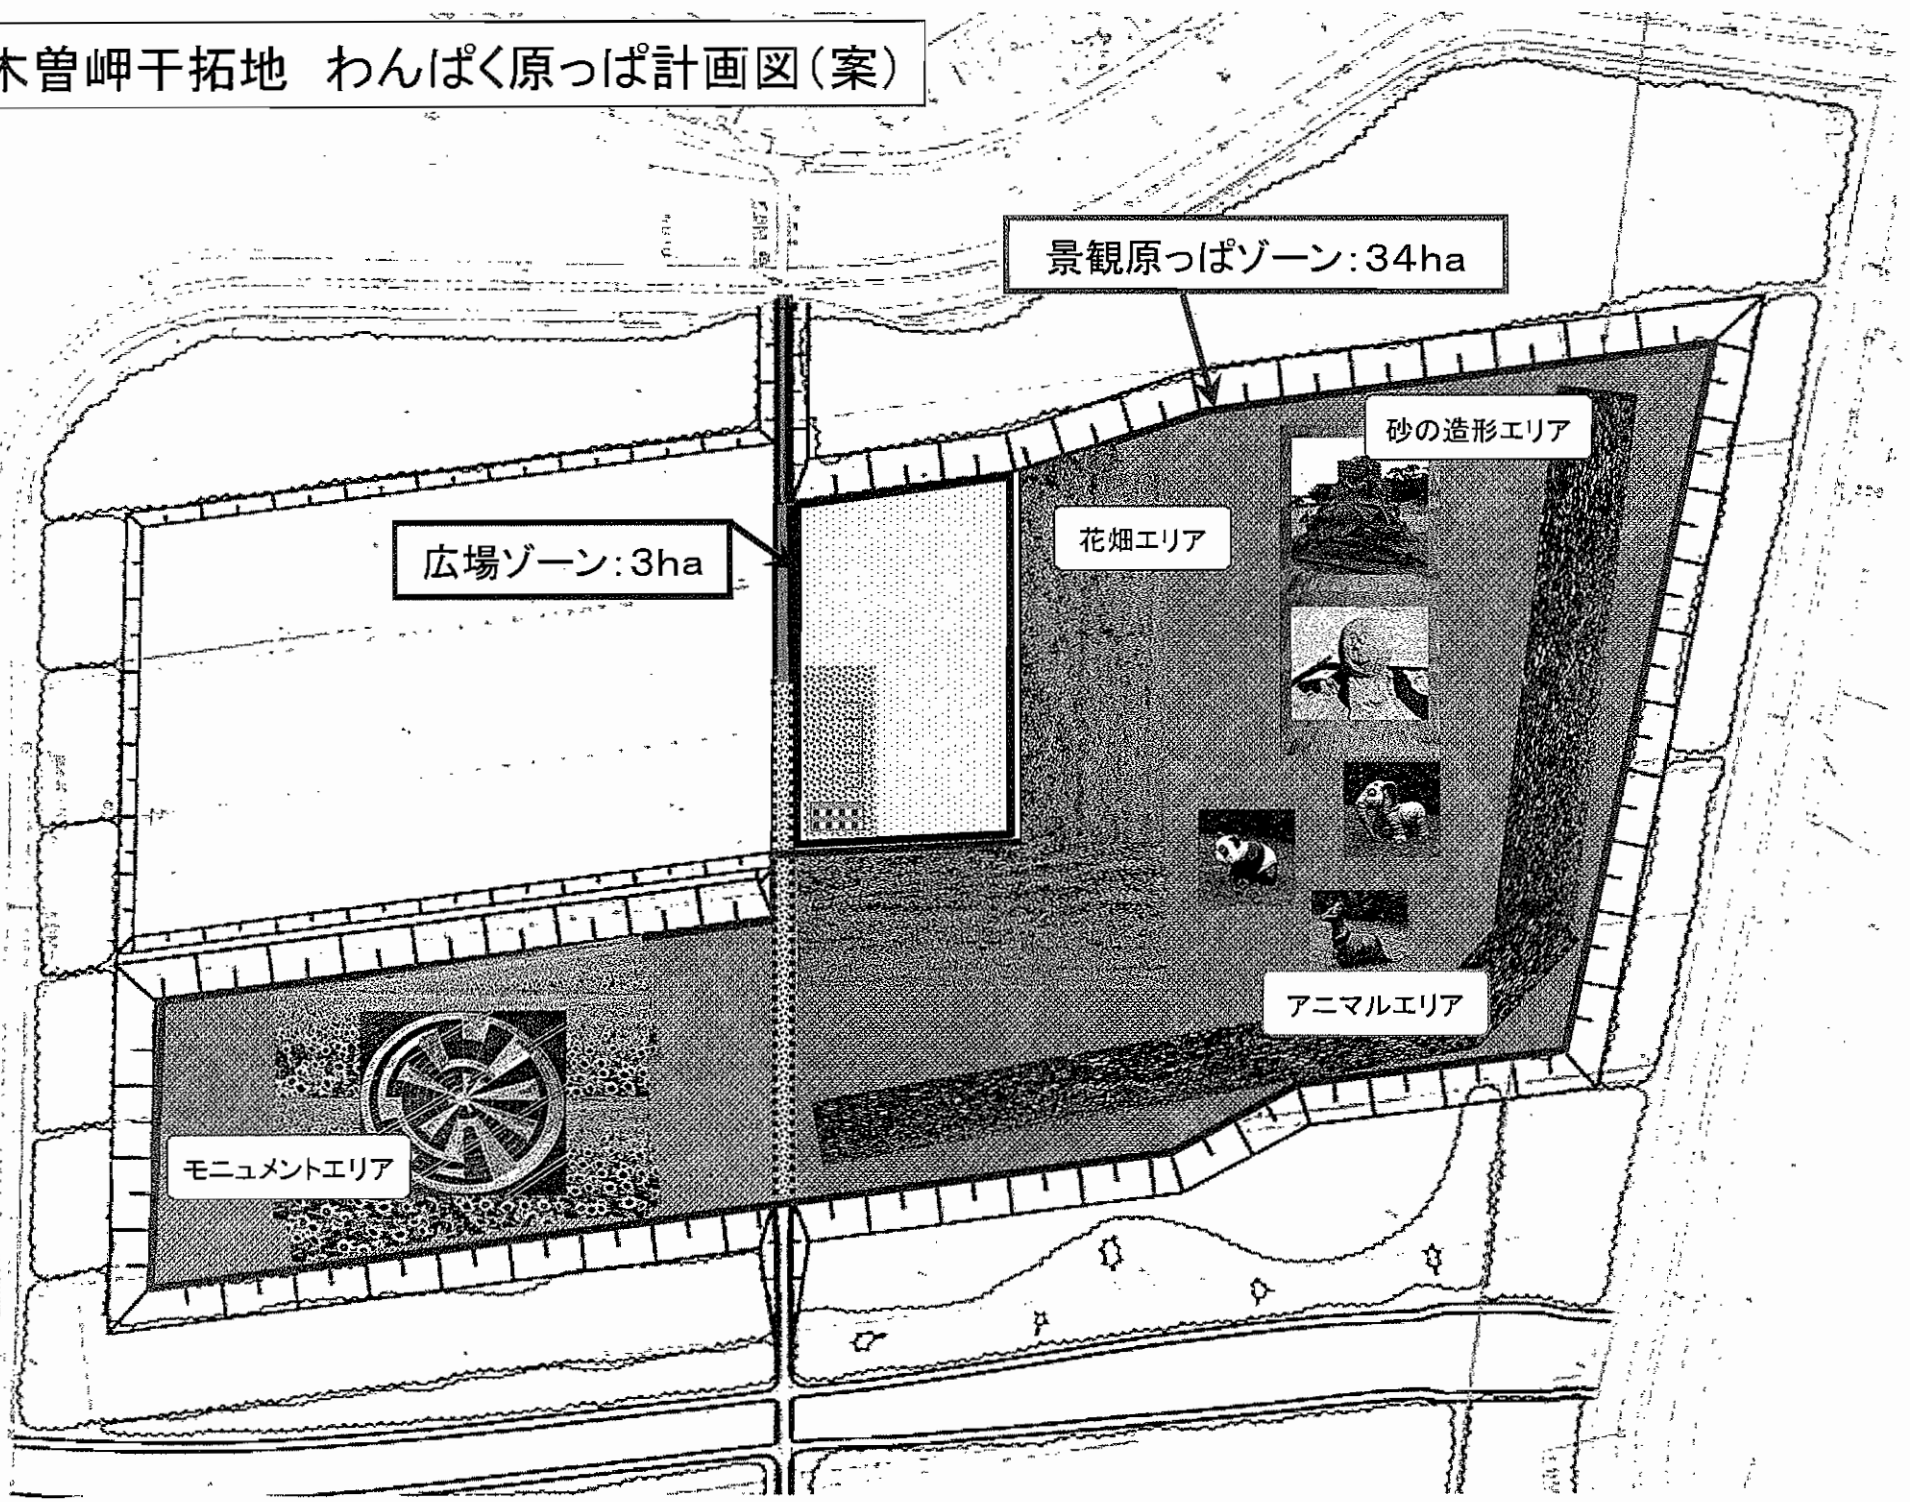 木曽岬干拓地 わんぱく原っぱ計画図(案)
景観原っぱゾーン:34ha
砂の造形エリア
花畑エリア
広場ゾーン:3ha
アニマルエリア
モニュメントエリア